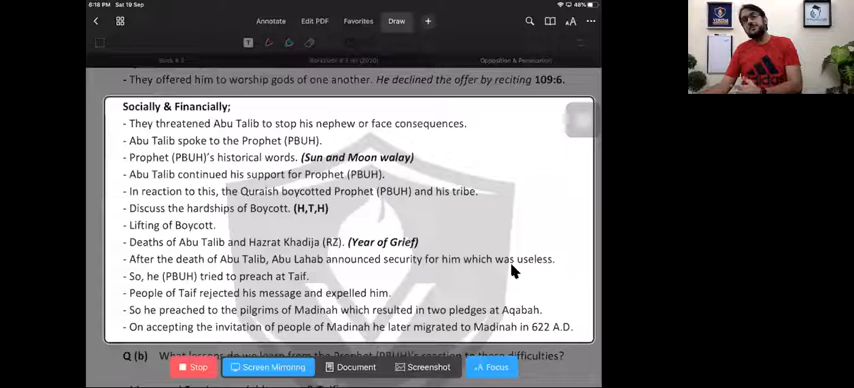 6:18 PM Sat 19 Sep
48%
Annotate Edit PDF Favorites Draw +
T
Block # 3
Opposition & Persecution
- They offered him to worship gods of one another. He declined the offer by reciting 109:6.
Socially & Financially;
- They threatened Abu Talib to stop his nephew or face consequences.
- Abu Talib spoke to the Prophet (PBUH).
- Prophet (PBUH)'s historical words. (Sun and Moon walay)
- Abu Talib continued his support for Prophet (PBUH).
- In reaction to this, the Quraish boycotted Prophet (PBUH) and his tribe.
- Discuss the hardships of Boycott. (H,T,H)
- Lifting of Boycott.
- Deaths of Abu Talib and Hazrat Khadija (RZ). (Year of Grief)
- After the death of Abu Talib, Abu Lahab announced security for him which was useless.
- So, he (PBUH) tried to preach at Taif.
- People of Taif rejected his message and expelled him.
- So he preached to the pilgrims of Madinah which resulted in two pledges at Aqabah.
- On accepting the invitation of people of Madinah he later migrated to Madinah in 622 A.D.
Q (b) What lessons do we learn from the Prophet (PBUH)'s reaction to these difficulties?
Stop Screen Mirroring Document Screenshot Focus